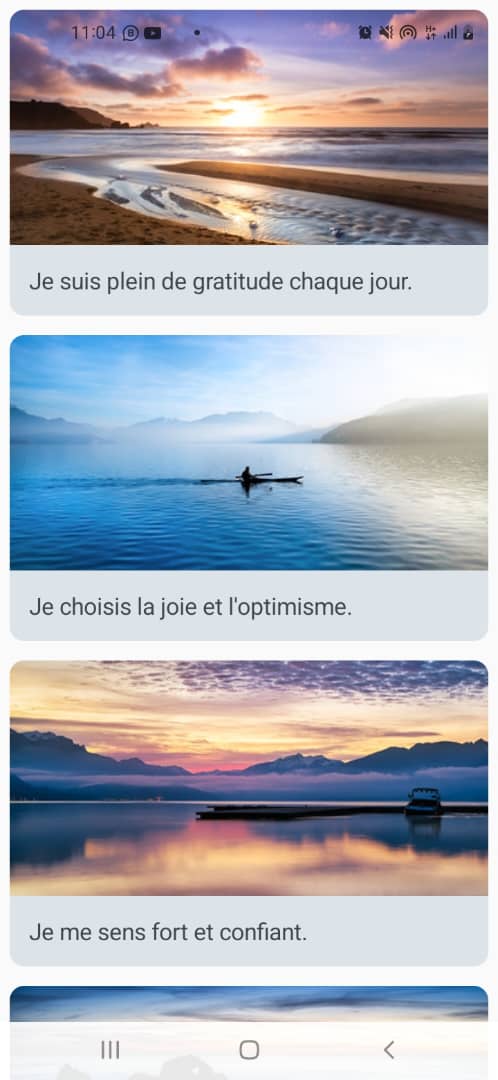 11:04
Je suis plein de gratitude chaque jour.
Je choisis la joie et l'optimisme.
Je me sens fort et confiant.